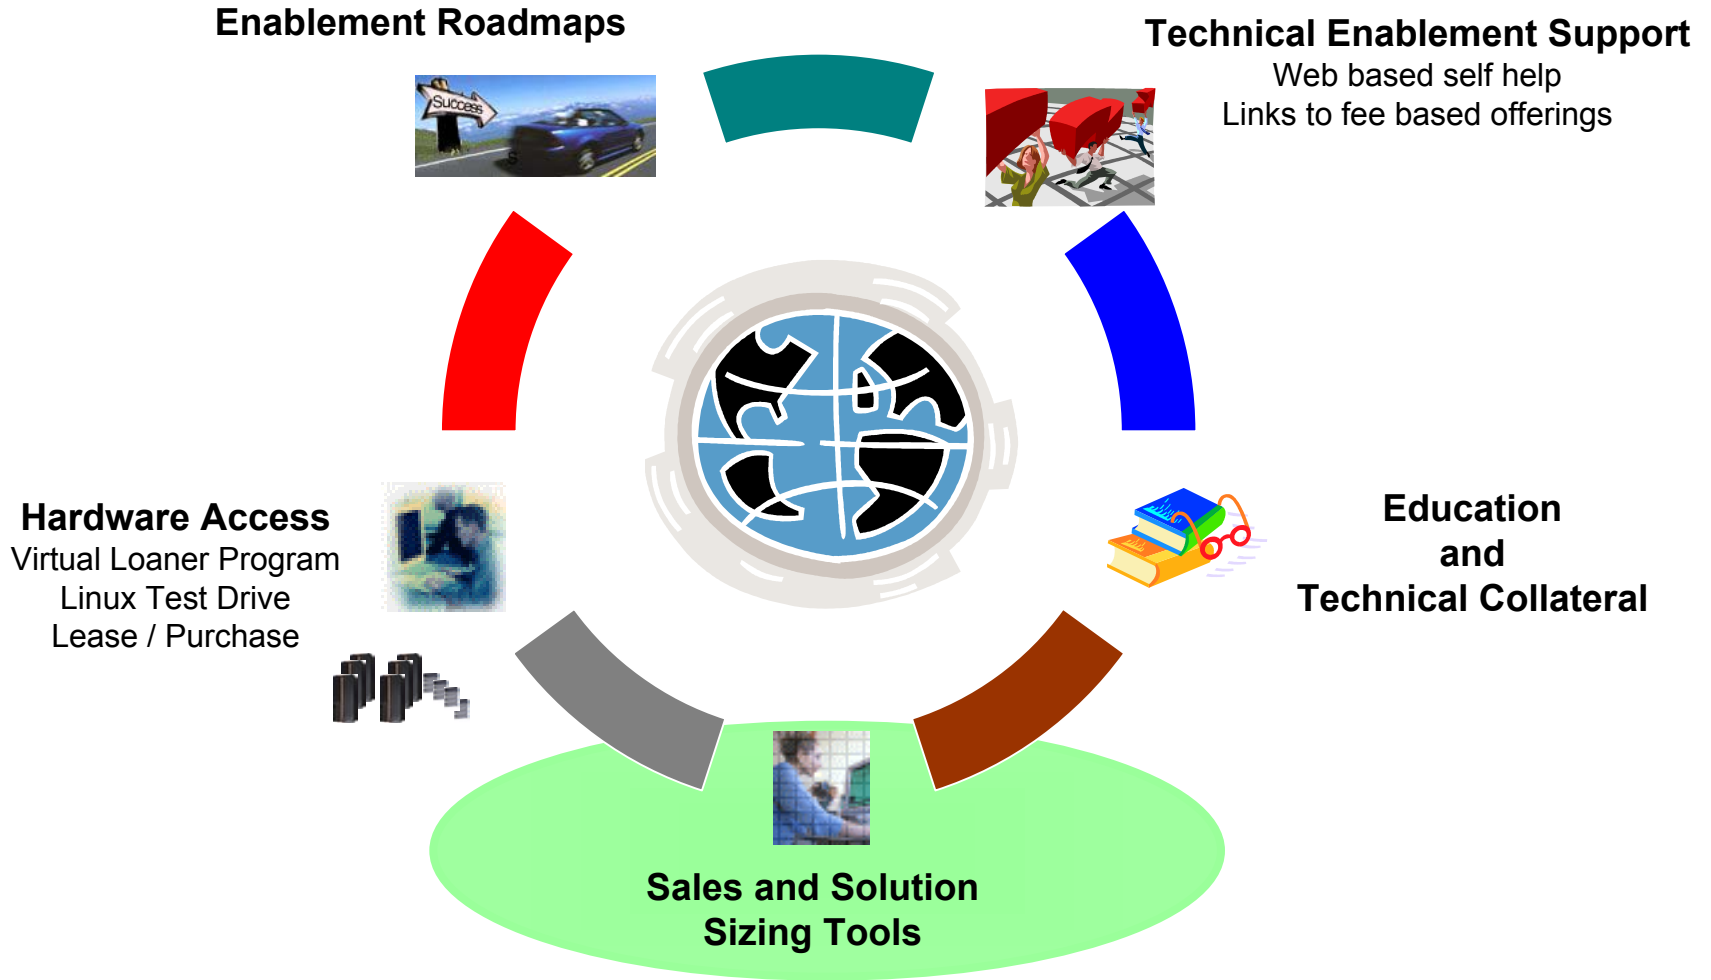 Enablement Roadmaps
Success
s
Technical Enablement Support
Web based self help
Links to fee based offerings
Hardware Access
Virtual Loaner Program
Linux Test Drive
Lease / Purchase
Education
and
Technical Collateral
Sales and Solution
Sizing Tools